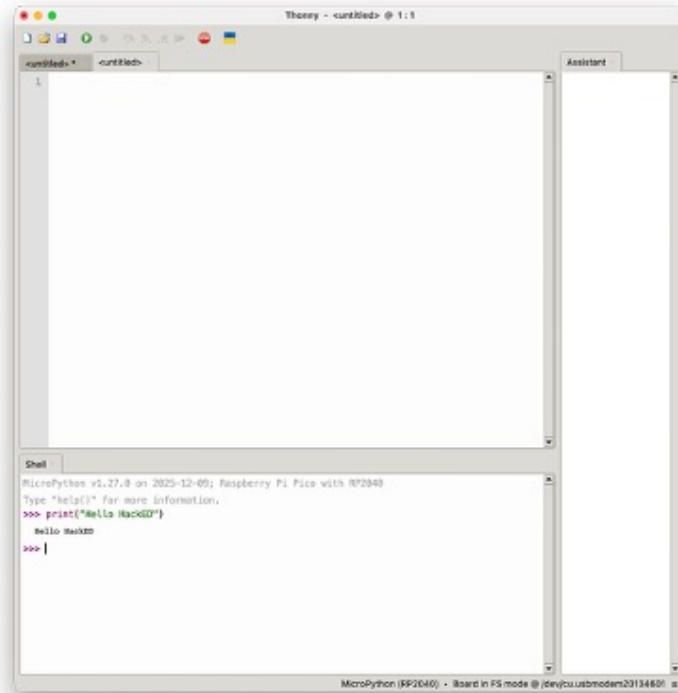 Thonny - <untitled> @ 1:1
<untitled> *
<untitled>
Assistant
1
Shell
MicroPython v1.27.0 on 2025-12-09; Raspberry Pi Pico with RP2040
Type "help()" for more information.
>>> print("Hello HackED")
Hello HackED
>>>
MicroPython (RP2040) • Board in FS mode @ /dev/cu.usbmodem20134601